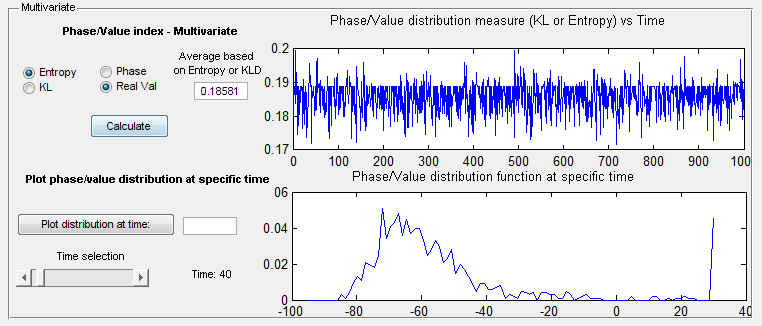 Multivariate
Phase/Value index - Multivariate
Entropy
KL
Phase
Real Val
Average based
on Entropy or KLD
0.18581
Calculate
Phase/Value distribution measure (KL or Entropy) vs Time
0.2
0.19
0.18
0.17
0 100 200 300 400 500 600 700 800 900 1000
Plot phase/value distribution at specific time
Plot distribution at time:
Time selection
Time: 40
Phase/Value distribution function at specific time
06
0.04
0.02
0
-100 -80 -60 -40 -20 0 20 40